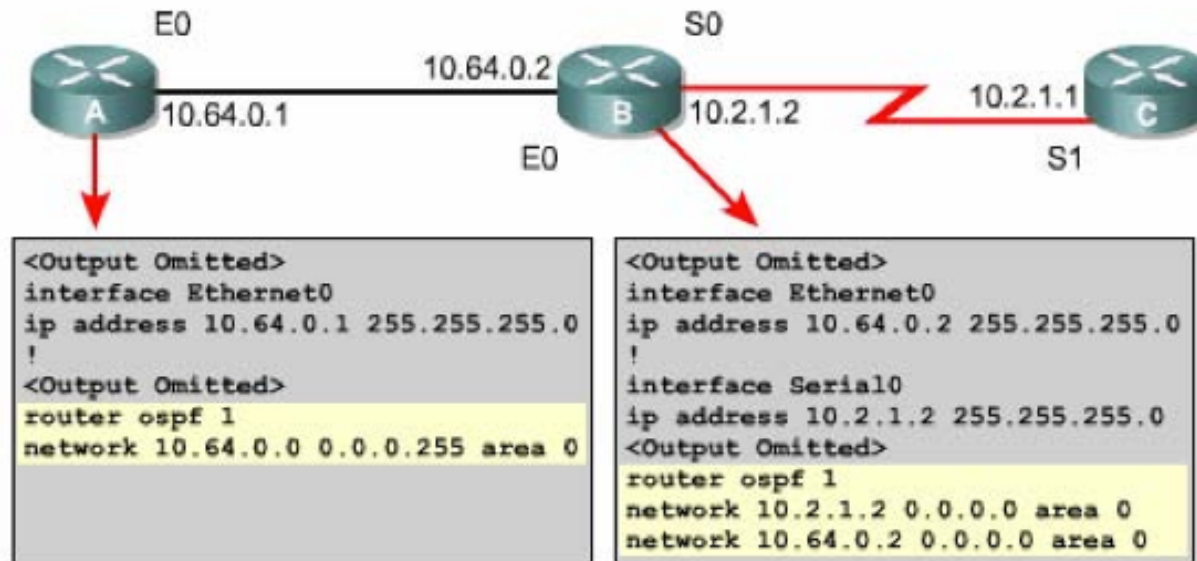 E0
S0
10.64.0.2
10.2.1.1
A
10.64.0.1
B
10.2.1.2
C
E0
S1
<Output Omitted>
interface Ethernet0
ip address 10.64.0.1 255.255.255.0
!
<Output Omitted>
router ospf 1
network 10.64.0.0 0.0.0.255 area 0
<Output Omitted>
interface Ethernet0
ip address 10.64.0.2 255.255.255.0
!
interface Serial0
ip address 10.2.1.2 255.255.255.0
<Output Omitted>
router ospf 1
network 10.2.1.2 0.0.0.0 area 0
network 10.64.0.2 0.0.0.0 area 0